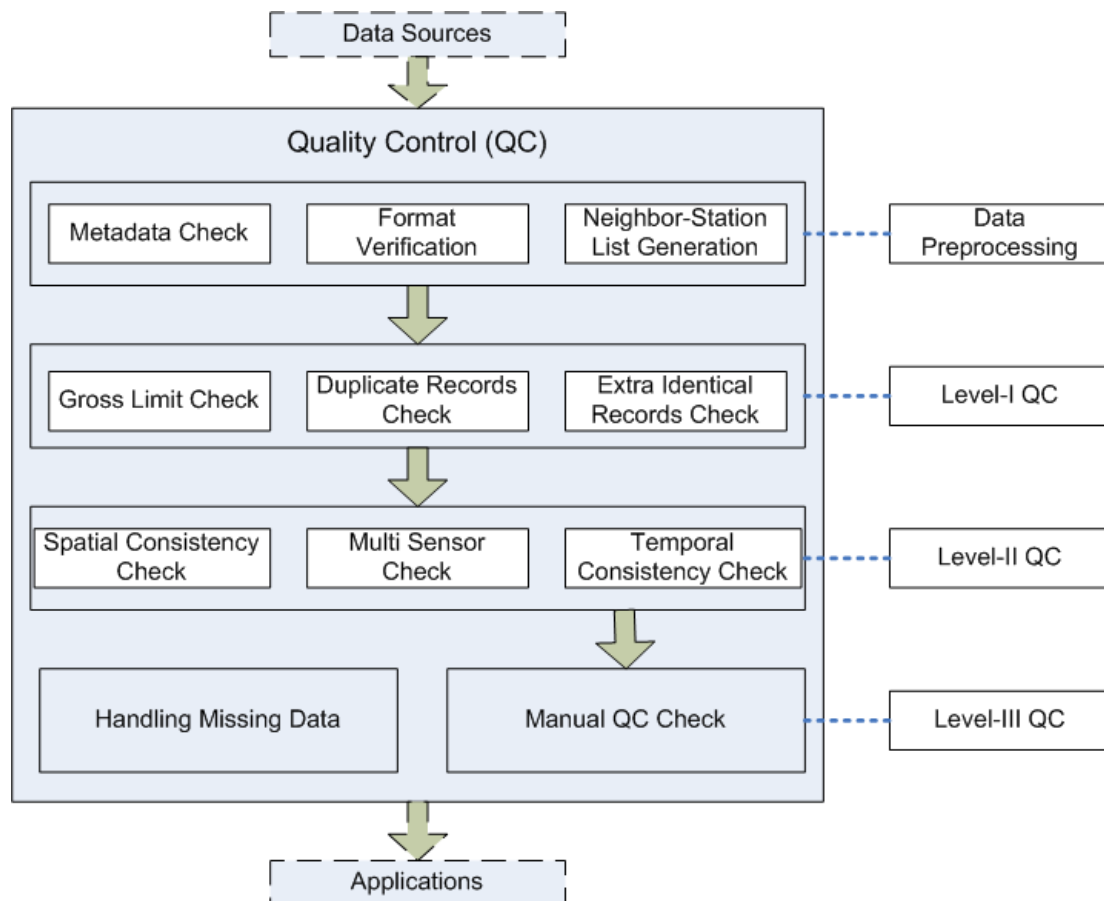 Data Sources
Quality Control (QC)
Metadata Check
Format
Verification
Neighbor-Station
List Generation
Data
Preprocessing
Gross Limit Check
Duplicate Records
Check
Extra Identical
Records Check
Level-I QC
Spatial Consistency
Check
Multi Sensor
Check
Temporal
Consistency Check
Level-II QC
Handling Missing Data
Manual QC Check
Level-III QC
Applications